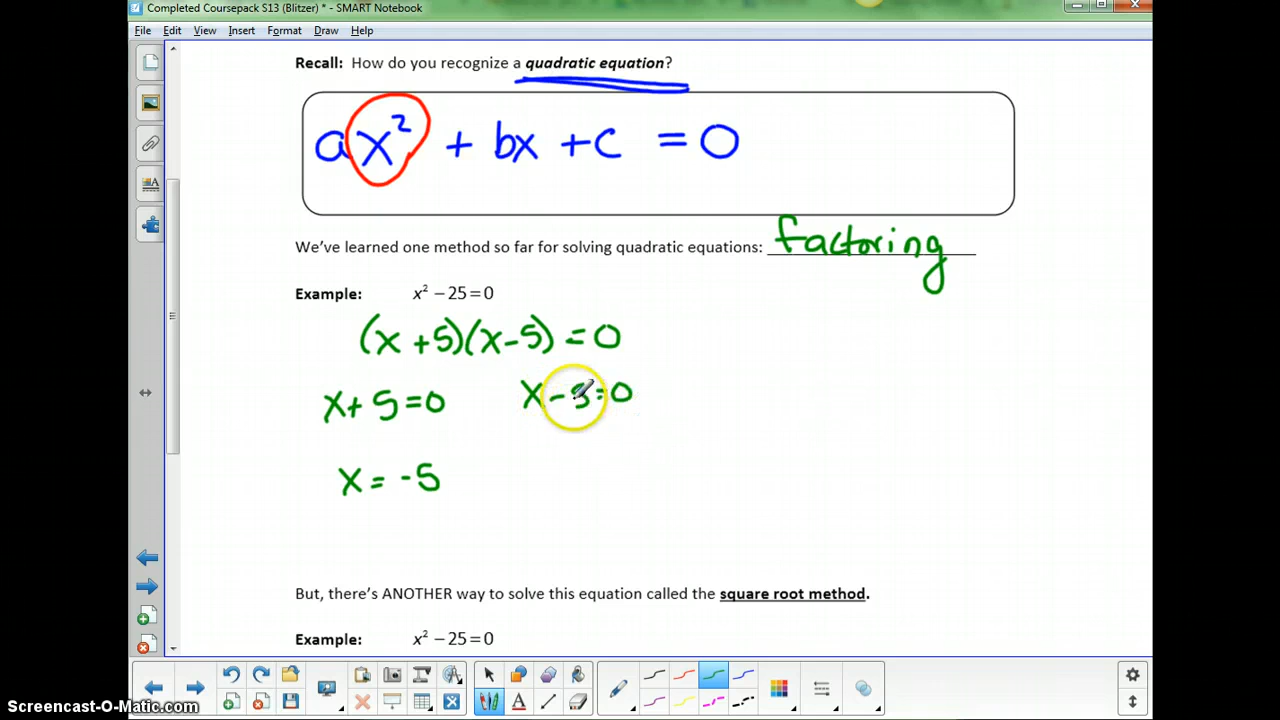 Completed Coursepack S13 (Blitzer) * - SMART Notebook
File Edit View Insert Format Draw Help
Recall: How do you recognize a quadratic equation?
ax² + bx + c = 0
We've learned one method so far for solving quadratic equations: factoring
Example: x² − 25 = 0
(x + 5)(x - 5) = 0
x + 5 = 0 x - 5 = 0
x = -5
But, there's ANOTHER way to solve this equation called the square root method.
Example: x² − 25 = 0
Screencast-O-Matic.com